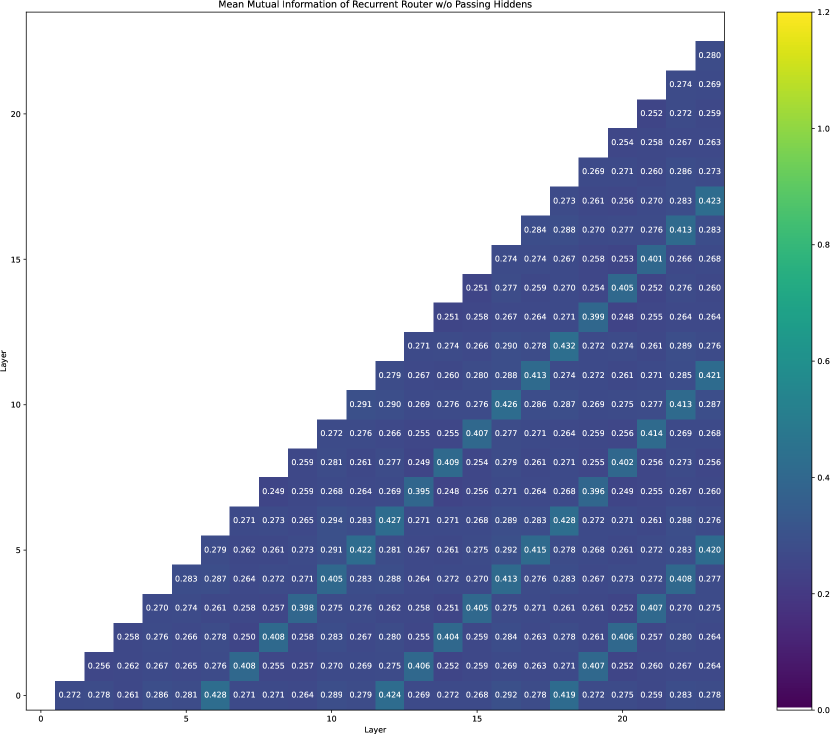 Mean Mutual Information of Recurrent Router w/o Passing Hiddens
1.2
0.280
0.274 0.269
20 0.252 0.272 0.259
1.0
0.254 0.258 0.267 0.263
0.269 0.271 0.260 0.286 0.273
0.273 0.261 0.256 0.270 0.283 0.423
0.284 0.288 0.270 0.277 0.276 0.413 0.283
0.8
15 0.274 0.274 0.267 0.258 0.253 0.401 0.266 0.268
0.251 0.277 0.259 0.270 0.254 0.405 0.252 0.276 0.260
0.251 0.258 0.267 0.264 0.271 0.399 0.248 0.255 0.264 0.264
0.271 0.274 0.266 0.290 0.278 0.432 0.272 0.274 0.261 0.289 0.276
Layer
0.6
0.279 0.267 0.260 0.280 0.288 0.413 0.274 0.272 0.261 0.271 0.285 0.421
10 0.291 0.290 0.269 0.276 0.276 0.426 0.286 0.287 0.269 0.275 0.277 0.413 0.287
0.272 0.276 0.266 0.255 0.255 0.407 0.277 0.271 0.264 0.259 0.256 0.414 0.269 0.268
0.259 0.281 0.261 0.277 0.249 0.409 0.254 0.279 0.261 0.271 0.255 0.402 0.256 0.273 0.256
0.4
0.249 0.259 0.268 0.264 0.269 0.395 0.248 0.256 0.271 0.264 0.268 0.396 0.249 0.255 0.267 0.260
0.271 0.273 0.265 0.294 0.283 0.427 0.271 0.271 0.268 0.289 0.283 0.428 0.272 0.271 0.261 0.288 0.276
5 0.279 0.262 0.261 0.273 0.291 0.422 0.281 0.267 0.261 0.275 0.292 0.415 0.278 0.268 0.261 0.272 0.283 0.420
0.283 0.287 0.264 0.272 0.271 0.405 0.283 0.288 0.264 0.272 0.270 0.413 0.276 0.283 0.267 0.273 0.272 0.408 0.277
0.2
0.270 0.274 0.261 0.258 0.257 0.398 0.275 0.276 0.262 0.258 0.251 0.405 0.275 0.271 0.261 0.261 0.252 0.407 0.270 0.275
0.258 0.276 0.266 0.278 0.250 0.408 0.258 0.283 0.267 0.280 0.255 0.404 0.259 0.284 0.263 0.278 0.261 0.406 0.257 0.280 0.264
0.256 0.262 0.267 0.265 0.276 0.408 0.255 0.257 0.270 0.269 0.275 0.406 0.252 0.259 0.269 0.263 0.271 0.407 0.252 0.260 0.267 0.264
0 0.272 0.278 0.261 0.286 0.281 0.428 0.271 0.271 0.264 0.289 0.279 0.424 0.269 0.272 0.268 0.292 0.278 0.419 0.272 0.275 0.259 0.283 0.278
0.0
0 5 10 15 20
Layer